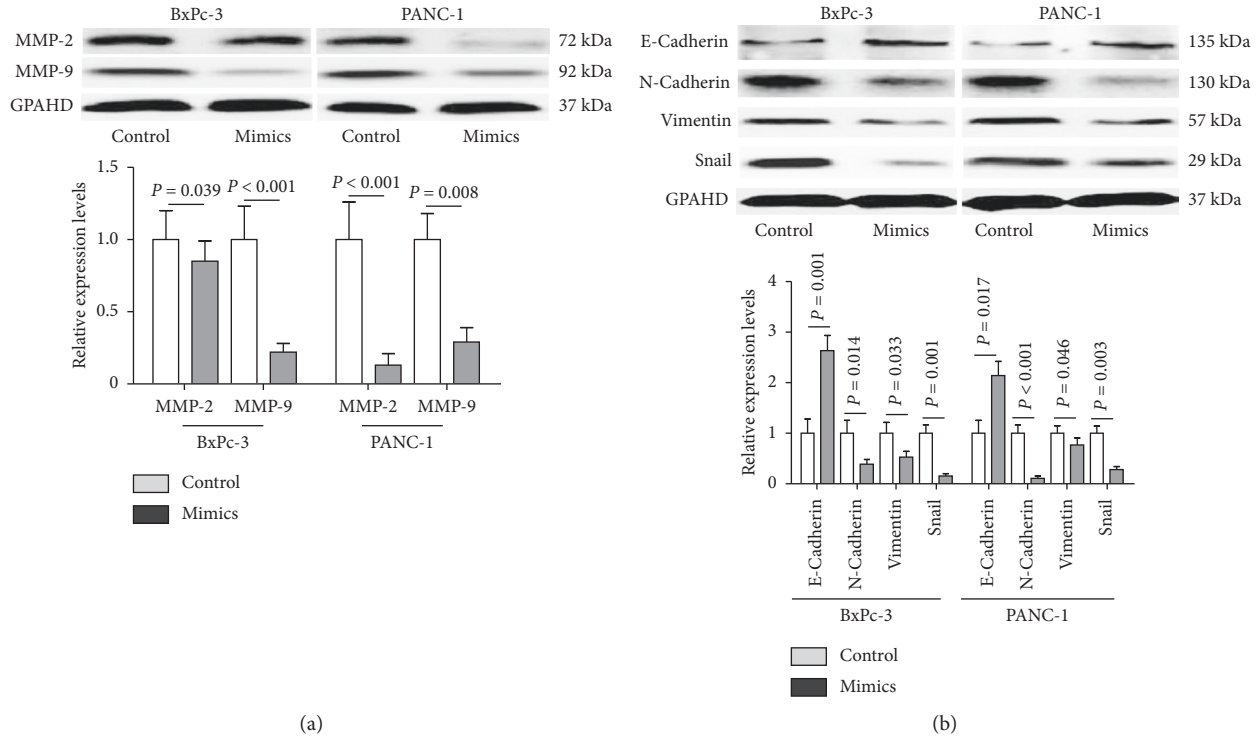 BxPc-3 PANC-1
MMP-2 72 kDa
MMP-9 92 kDa
GPAHD 37 kDa
Control Mimics Control Mimics
Relative expression levels
1.5
1.0
0.5
0
P = 0.039
P < 0.001
P < 0.001
P = 0.008
MMP-2 MMP-9 MMP-2 MMP-9
BxPc-3 PANC-1
Control
Mimics
(a)
BxPc-3 PANC-1
E-Cadherin 135 kDa
N-Cadherin 130 kDa
Vimentin 57 kDa
Snail 29 kDa
GPAHD 37 kDa
Control Mimics Control Mimics
Relative expression levels
4
3
2
1
0
P = 0.001
P = 0.014
P = 0.033
P = 0.001
P = 0.017
P < 0.001
P = 0.046
P = 0.003
E-Cadherin
N-Cadherin
Vimentin
Snail
E-Cadherin
N-Cadherin
Vimentin
Snail
BxPc-3 PANC-1
Control
Mimics
(b)